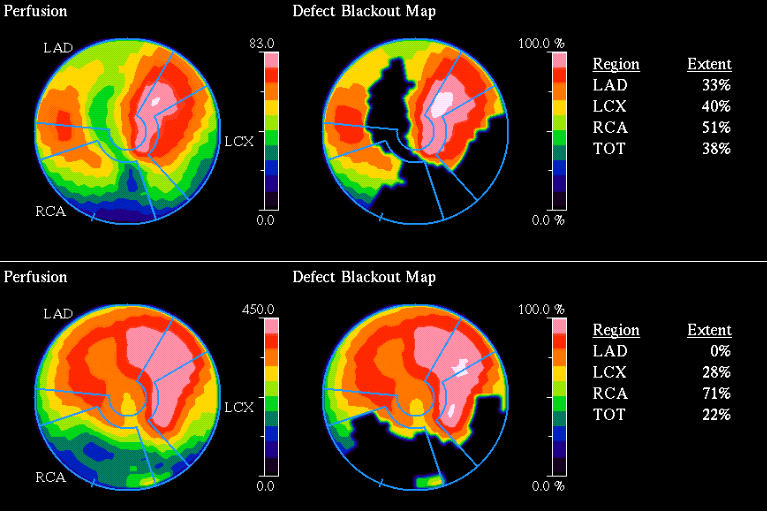 Perfusion
Defect Blackout Map
LAD
83.0
100.0 %
LCX
RCA
0.0
0.0 %
Region Extent
LAD 33%
LCX 40%
RCA 51%
TOT 38%
Perfusion
Defect Blackout Map
LAD
450.0
100.0 %
LCX
RCA
0.0
0.0 %
Region Extent
LAD 0%
LCX 28%
RCA 71%
TOT 22%